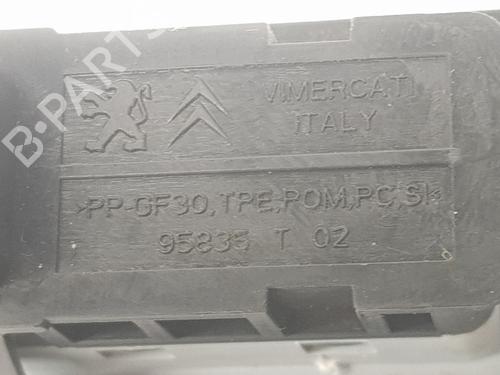 B-PARTS
VIMERCATI
ITALY
>PP-GF30,TPE,POM,PC,SI<
95835 T 02